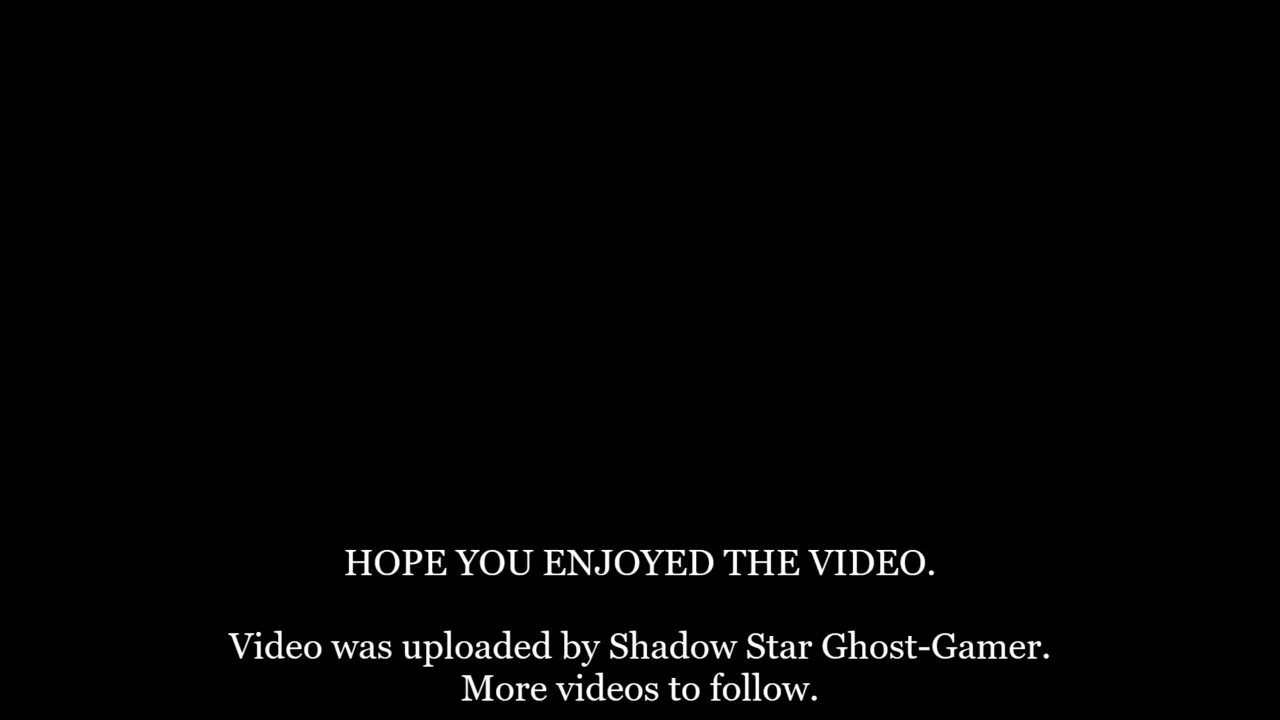 HOPE YOU ENJOYED THE VIDEO.
Video was uploaded by Shadow Star Ghost-Gamer.
More videos to follow.